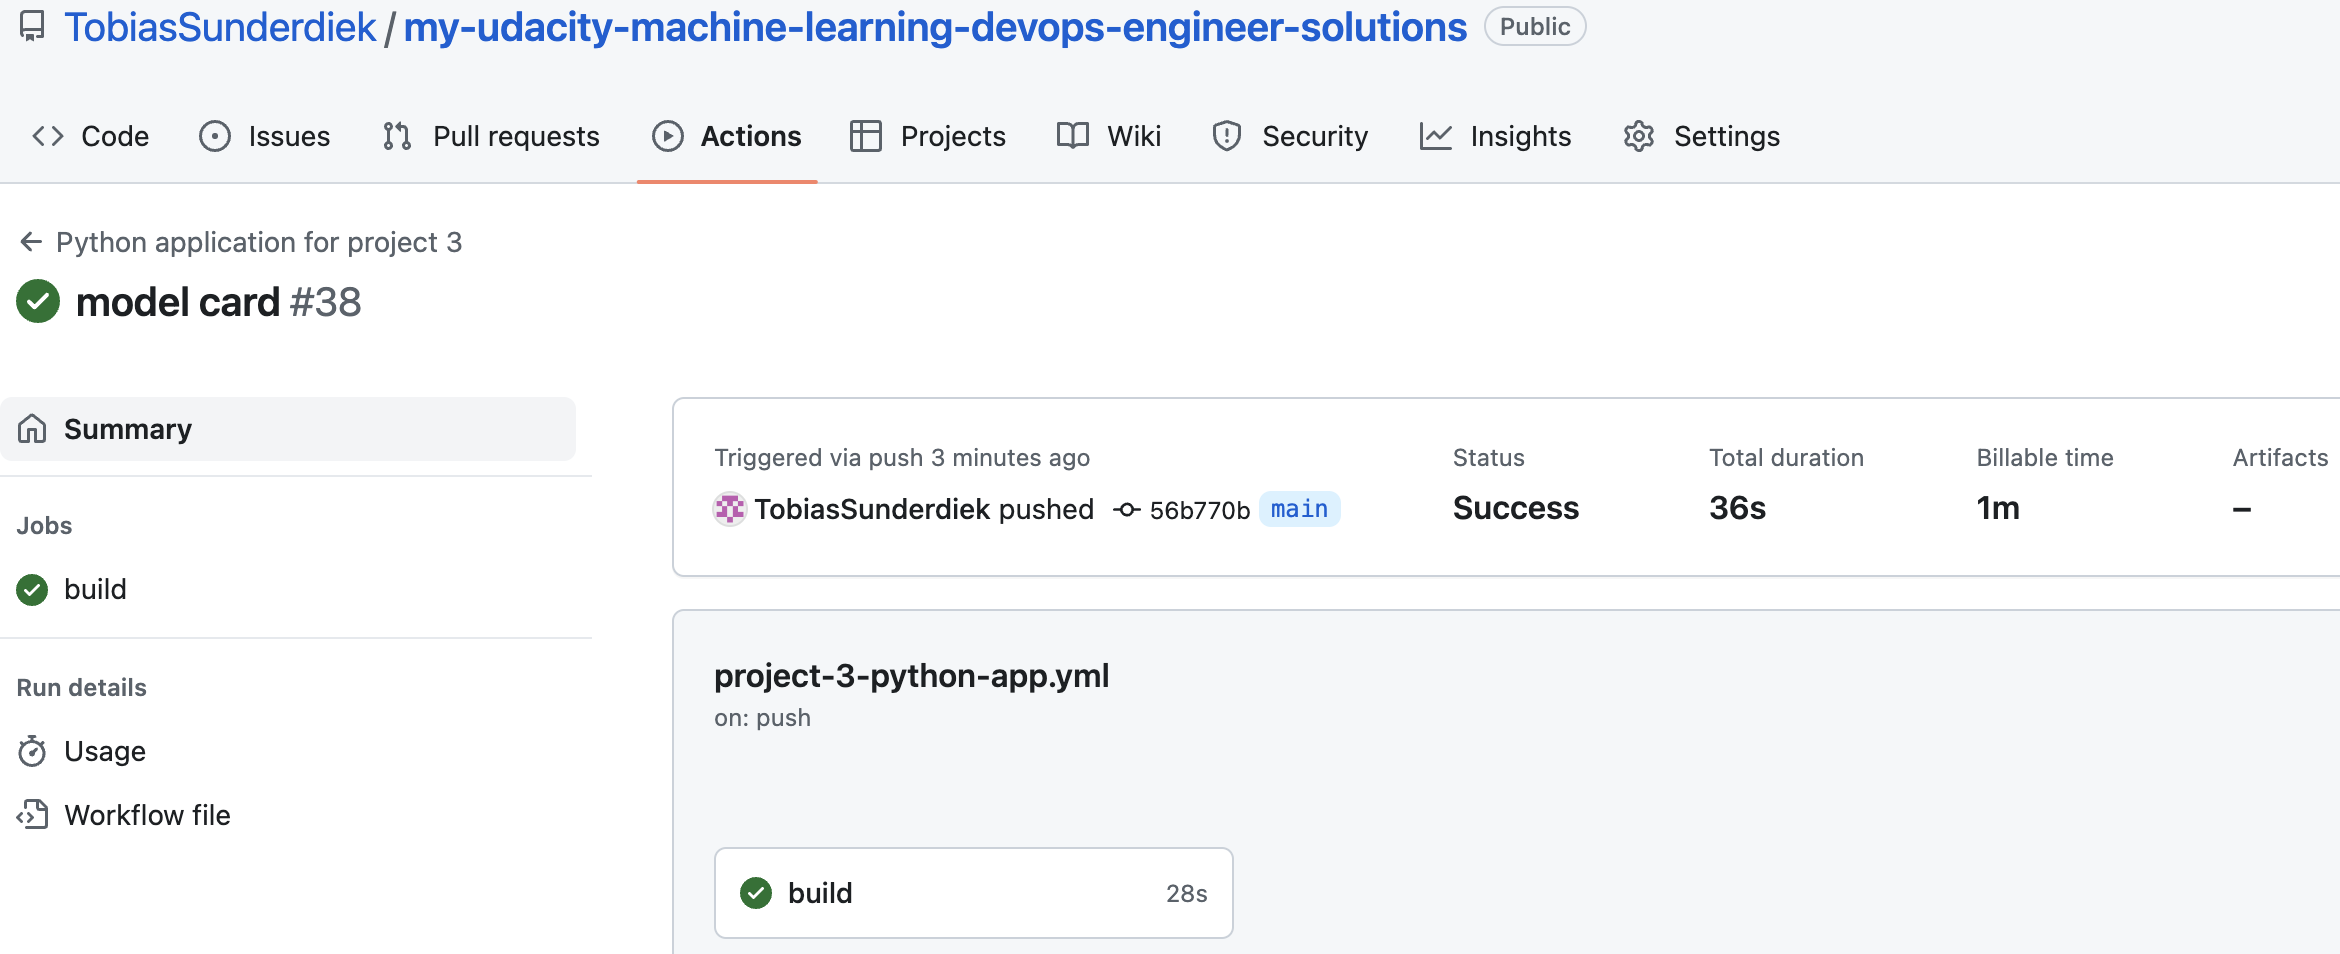 TobiasSunderdiek / my-udacity-machine-learning-devops-engineer-solutions Public
Code Issues Pull requests Actions Projects Wiki Security Insights Settings
Python application for project 3
model card #38
Summary
Jobs
build
Run details
Usage
Workflow file
Triggered via push 3 minutes ago
TobiasSunderdiek pushed 56b770b main
Status
Success
Total duration
36s
Billable time
1m
Artifacts
–
project-3-python-app.yml
on: push
build 28s